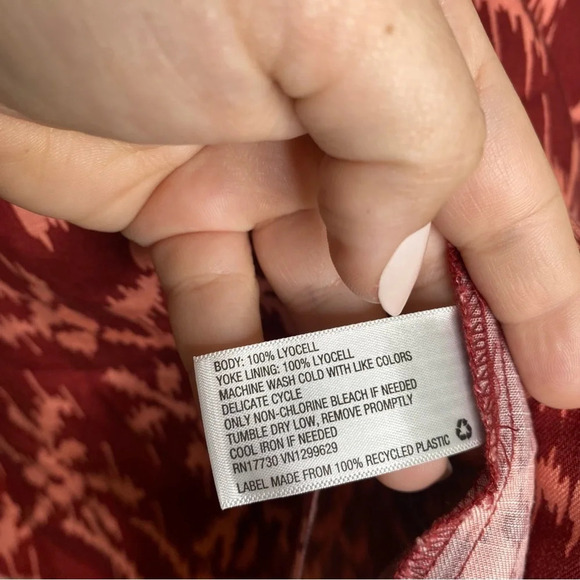 BODY: 100% LYOCELL
YOKE LINING: 100% LYOCELL
MACHINE WASH COLD WITH LIKE COLORS
DELICATE CYCLE
ONLY NON-CHLORINE BLEACH IF NEEDED
TUMBLE DRY LOW, REMOVE PROMPTLY
COOL IRON IF NEEDED
RN17730 VN1299629
LABEL MADE FROM 100% RECYCLED PLASTIC